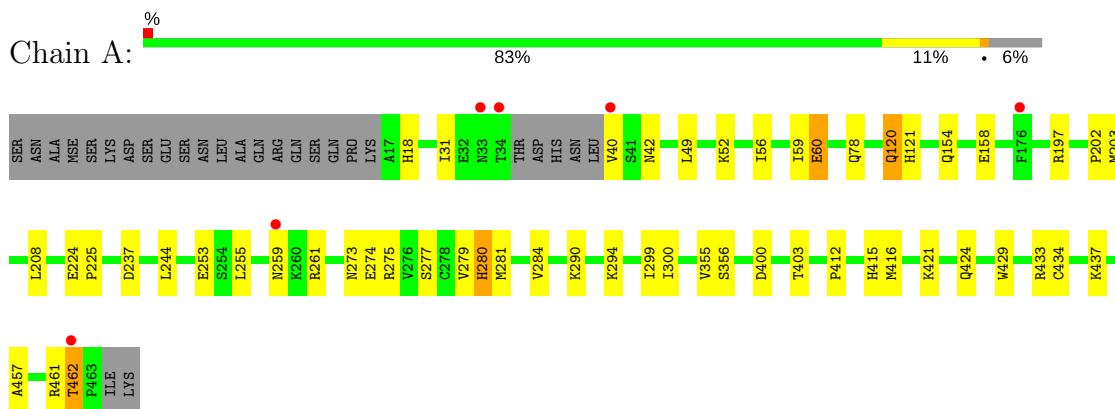 %
Chain A:
83% 11% • 6%
SER ASN ALA MSE SER LYS ASP SER GLU SER ASN LEU ALA GLN ARG GLN SER GLN PRO LYS A17 H18 I31 E32 N33 T34 THR ASP HIS ASN LEU V40 S41 N42 L49 K52 I56 I59 E60 Q78 Q120 H121 Q154 E158 F176 R197 P202 M203
L208 E224 P225 D237 L244 E253 S254 L255 N259 K260 R261 N273 E274 R275 V276 S277 C278 V279 H280 M281 V284 K290 K294 I299 I300 V355 S356 D400 T403 P412 H415 M416 K421 Q424 W429 R433 C434 K437
A457 R461 T462 P463 ILE LYS